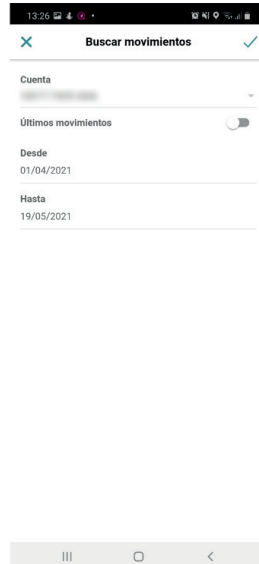 13:26
Buscar movimientos
Cuenta
Últimos movimientos
Desde
01/04/2021
Hasta
19/05/2021